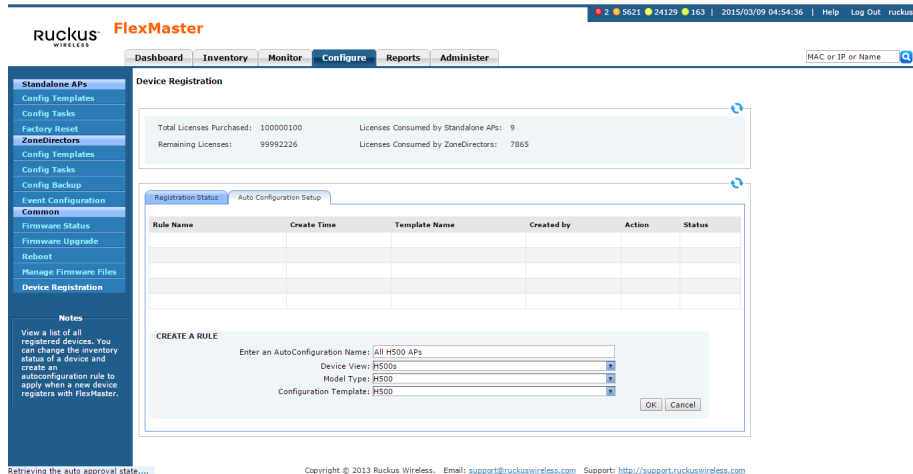 2 5621 24129 163 | 2015/03/09 04:54:36 | Help Log Out ruckus
Ruckus WIRELESS FlexMaster
Dashboard Inventory Monitor Configure Reports Administer MAC or IP or Name
Standalone APs
Config Templates
Config Tasks
Factory Reset
ZoneDirectors
Config Templates
Config Tasks
Config Backup
Event Configuration
Common
Firmware Status
Firmware Upgrade
Reboot
Manage Firmware Files
Device Registration
Notes
View a list of all
registered devices. You
can change the inventory
status of a device and
create an
autoconfiguration rule to
apply when a new device
registers with FlexMaster.
Device Registration
Total Licenses Purchased: 100000100 Licenses Consumed by Standalone APs: 9
Remaining Licenses: 99992226 Licenses Consumed by ZoneDirectors: 7865
Registration Status Auto Configuration Setup
Rule Name Create Time Template Name Created by Action Status
CREATE A RULE
Enter an AutoConfiguration Name: All H500 APs
Device View: H500s
Model Type: H500
Configuration Template: H500
OK Cancel
Retrieving the auto approval state....
Copyright © 2013 Ruckus Wireless. Email: support@ruckuswireless.com Support: http://support.ruckuswireless.com